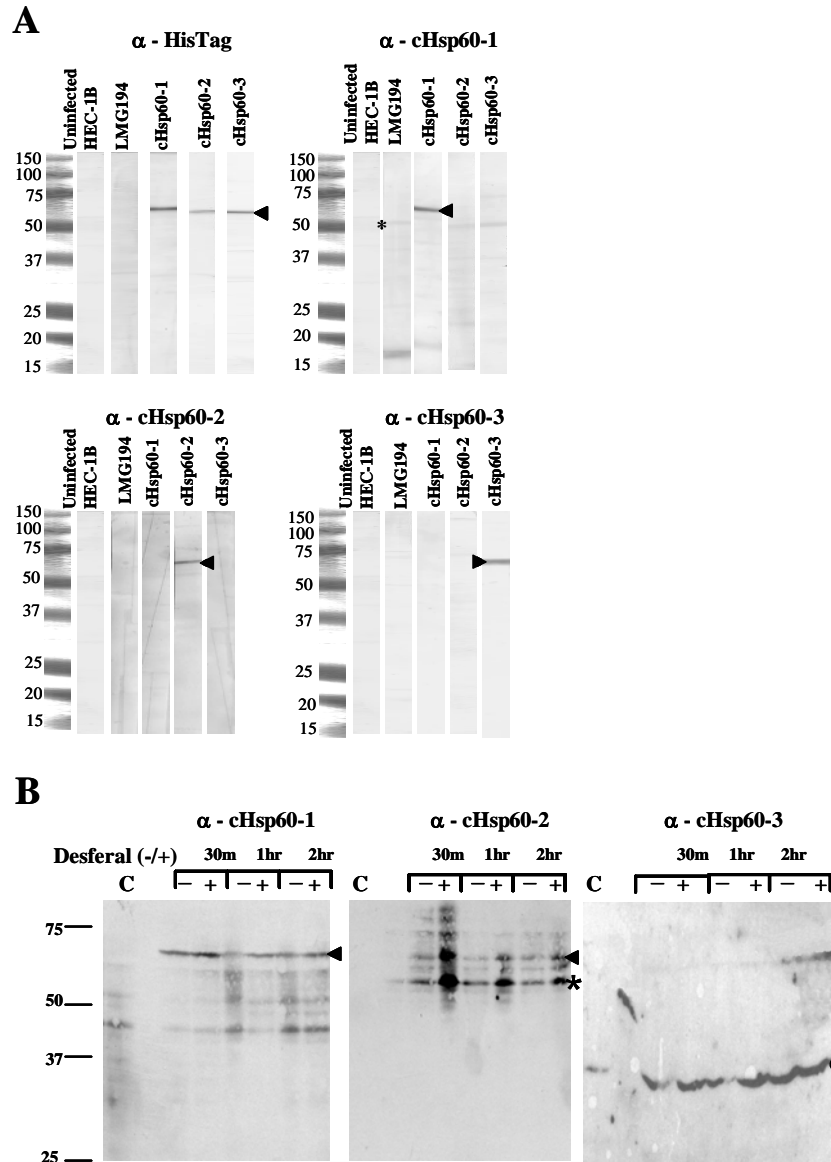 A
α - HisTag
Uninfected
HEC-1B
LMG194
cHsp60-1
cHsp60-2
cHsp60-3
150
100
75
50
37
25
20
15
α - cHsp60-1
Uninfected
HEC-1B
LMG194
cHsp60-1
cHsp60-2
cHsp60-3
150
100
75
50
37
25
20
15
*
α - cHsp60-2
Uninfected
HEC-1B
LMG194
cHsp60-1
cHsp60-2
cHsp60-3
150
100
75
50
37
25
20
15
α - cHsp60-3
Uninfected
HEC-1B
LMG194
cHsp60-1
cHsp60-2
cHsp60-3
150
100
75
50
37
25
20
15
B
α - cHsp60-1
Desferal (-/+) 30m 1hr 2hr
C − + − + − +
75
50
37
25
α - cHsp60-2
30m 1hr 2hr
C − + − + − +
*
α - cHsp60-3
30m 1hr 2hr
C − + − + − +